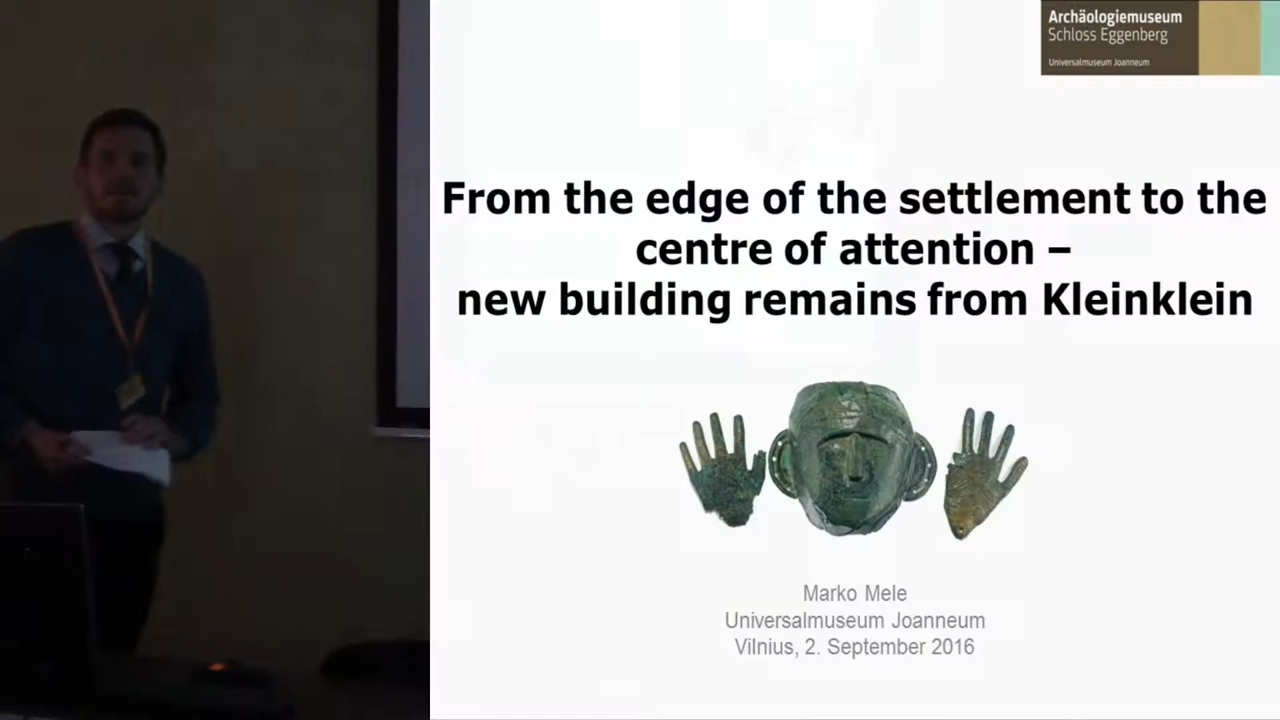 Archäologiemuseum
Schloss Eggenberg
Universalmuseum Joanneum
From the edge of the settlement to the
centre of attention –
new building remains from Kleinklein
Marko Mele
Universalmuseum Joanneum
Vilnius, 2. September 2016